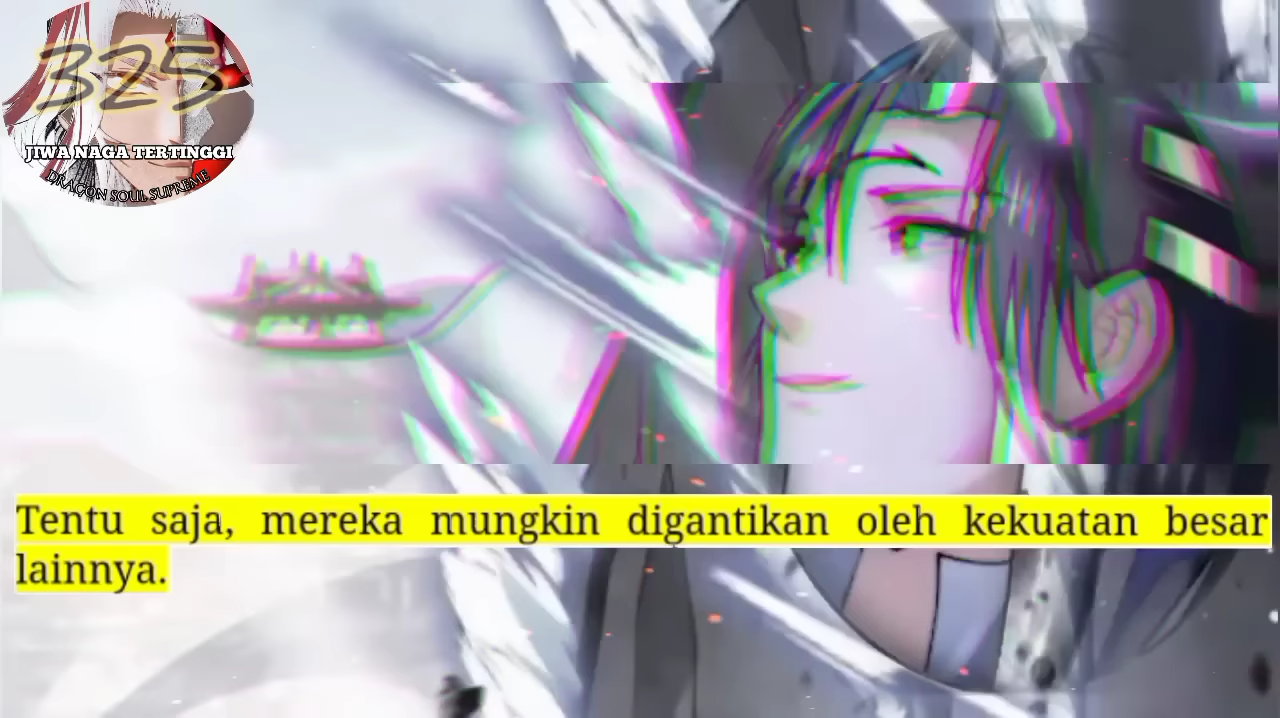 325
JIWA NAGA TERTINGGI
DRAGON SOUL SUPREME
Tentu saja, mereka mungkin digantikan oleh kekuatan besar
lainnya.